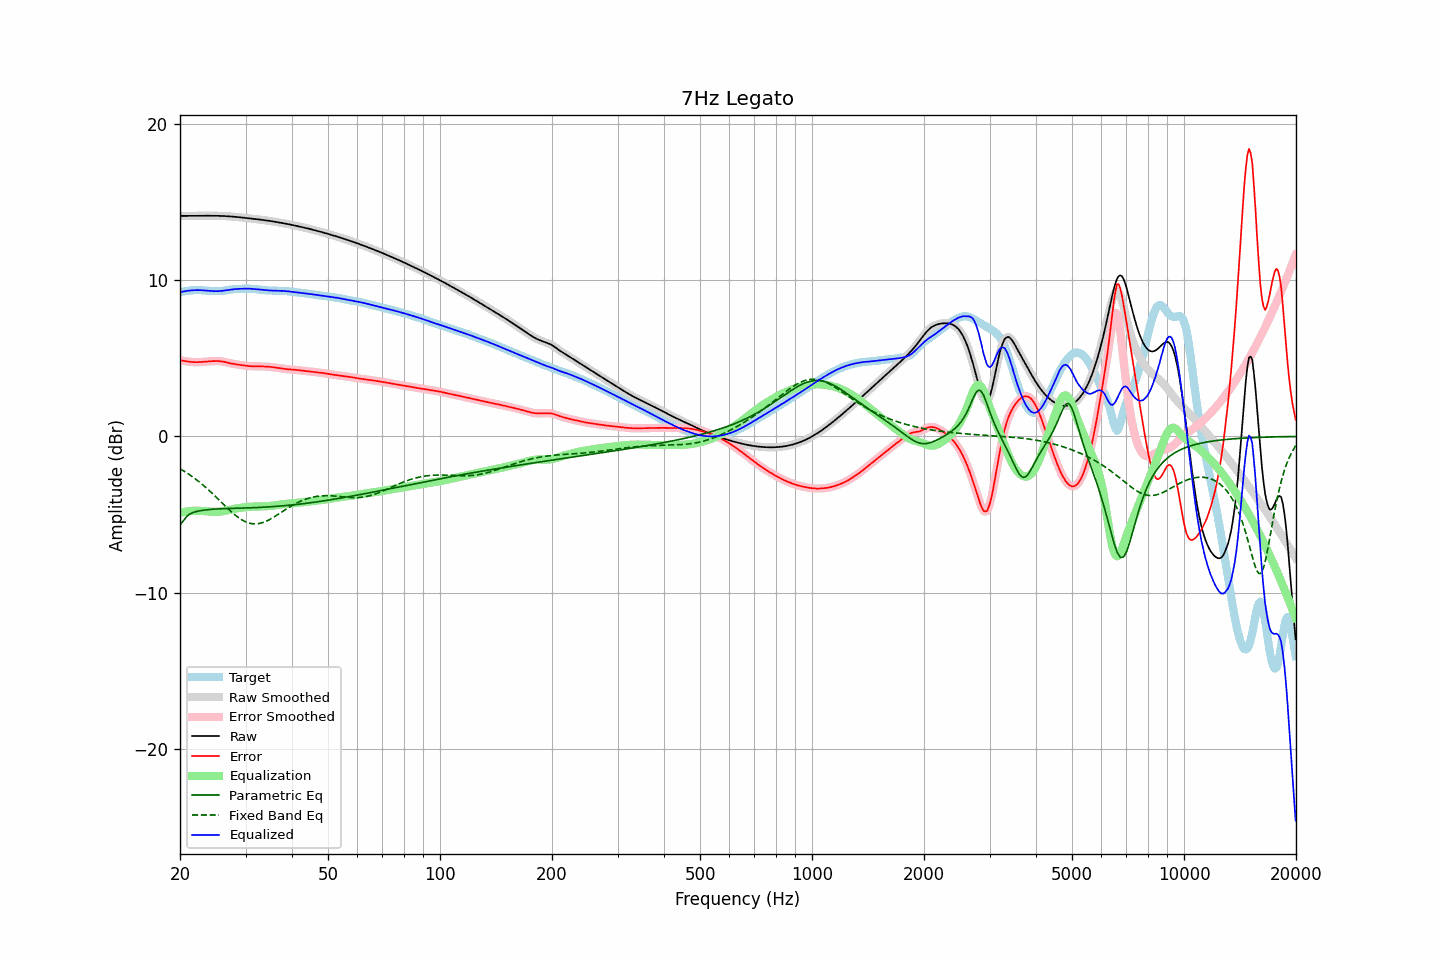 7Hz Legato
20
10
0
−10
−20
Amplitude (dBr)
Target
Raw Smoothed
Error Smoothed
Raw
Error
Equalization
Parametric Eq
Fixed Band Eq
Equalized
20 50 100 200 500 1000 2000 5000 10000 20000
Frequency (Hz)